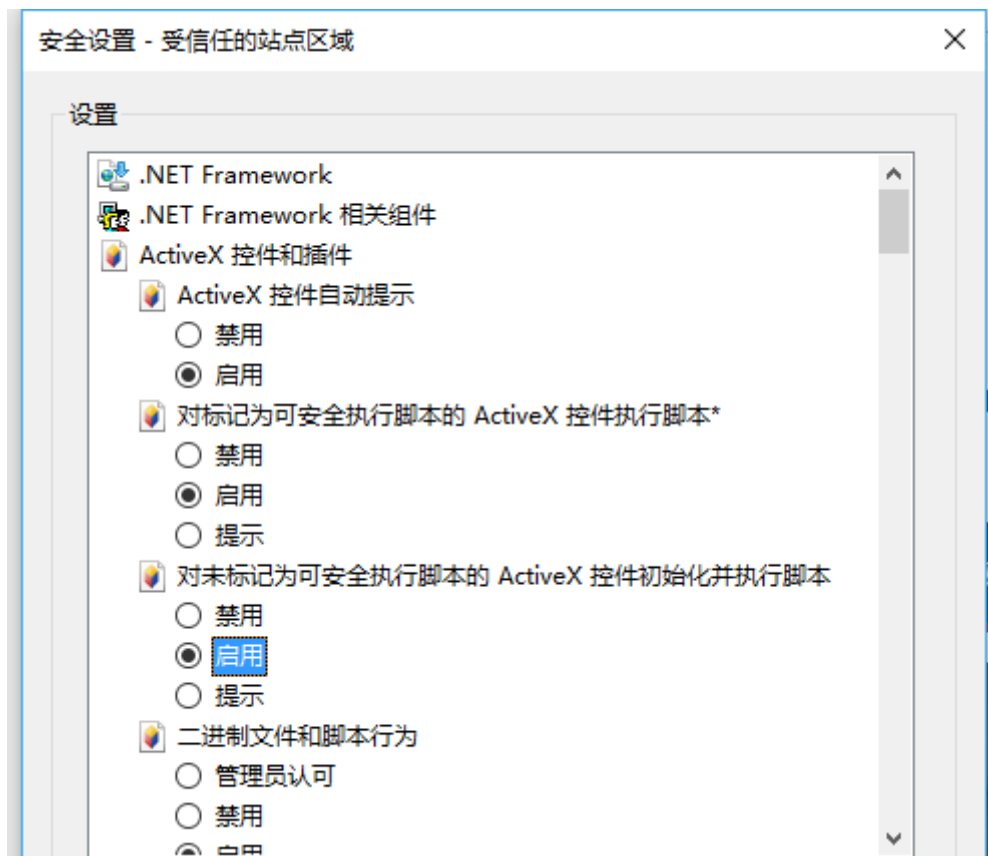 安全设置 - 受信任的站点区域
设置
.NET Framework
.NET Framework 相关组件
ActiveX 控件和插件
ActiveX 控件自动提示
禁用
启用
对标记为可安全执行脚本的 ActiveX 控件执行脚本*
禁用
启用
提示
对未标记为可安全执行脚本的 ActiveX 控件初始化并执行脚本
禁用
启用
提示
二进制文件和脚本行为
管理员认可
禁用
启用